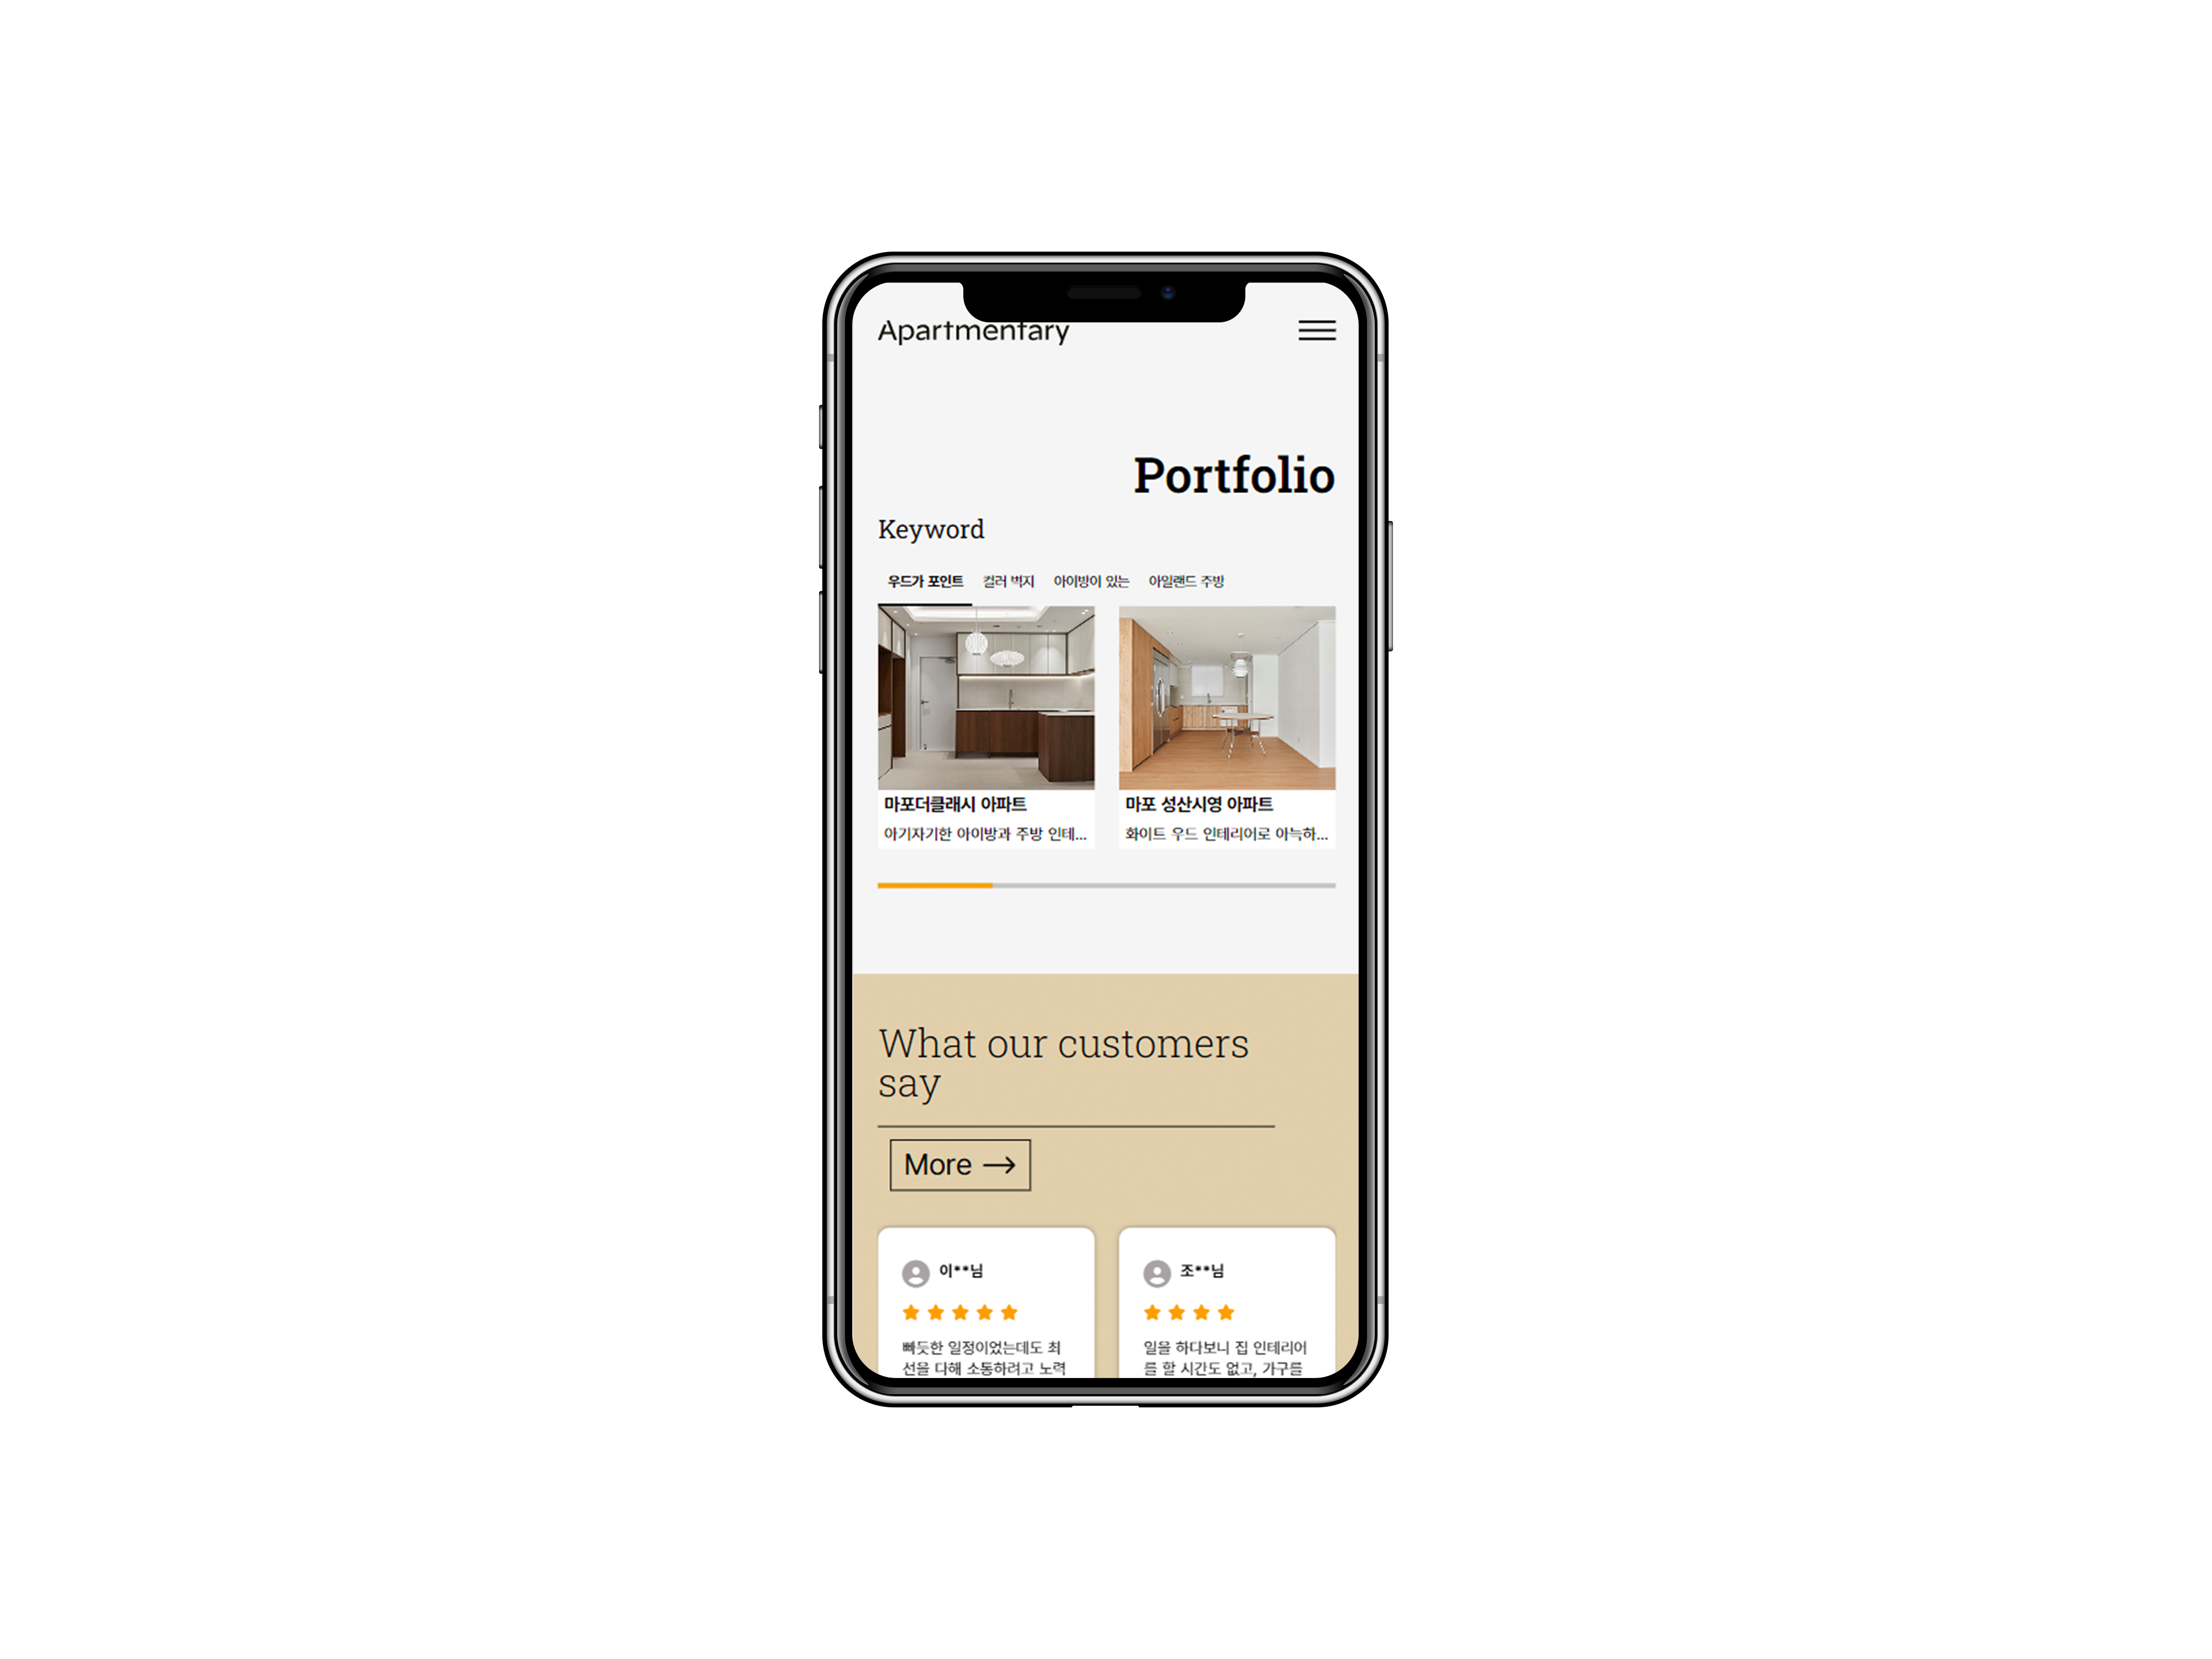 Apartmentary
Portfolio
Keyword
우드가 포인트 컬러 벽지 아이방이 있는 아일랜드 주방
마포더클래시 아파트
아기자기한 아이방과 주방 인테...
마포 성산시영 아파트
화이트 우드 인테리어로 아늑하...
What our customers
say
More →
이**님
빠듯한 일정이었는데도 최
선을 다해 소통하려고 노력
조**님
일을 하다보니 집 인테리어
를 할 시간도 없고, 가구를